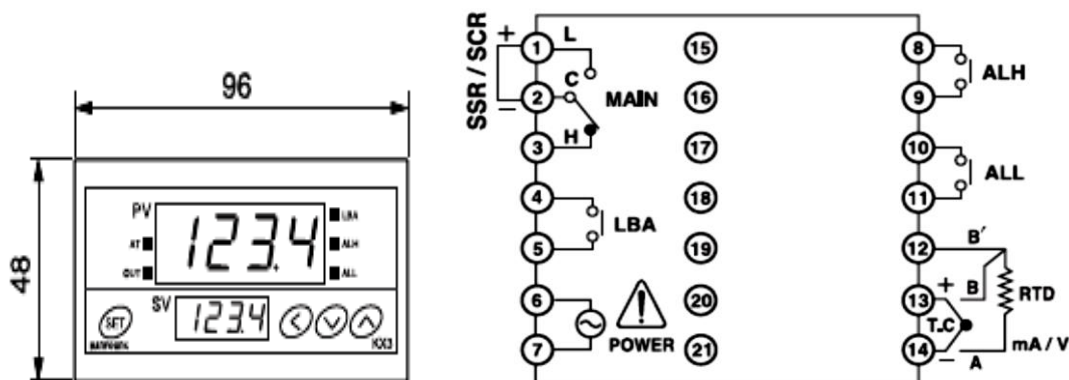 96
48
PV
1234
LBA
AT
ALH
OUT
ALL
SV
123.4
SET
HANYOUNG
KX3
SSR / SCR
+
−
1
L
2
C
MAIN
3
H
4
5
LBA
6
7
POWER
15
16
17
18
19
20
21
8
9
ALH
10
11
ALL
12
B′
13
+
B
RTD
T.C
14
−
A
mA / V